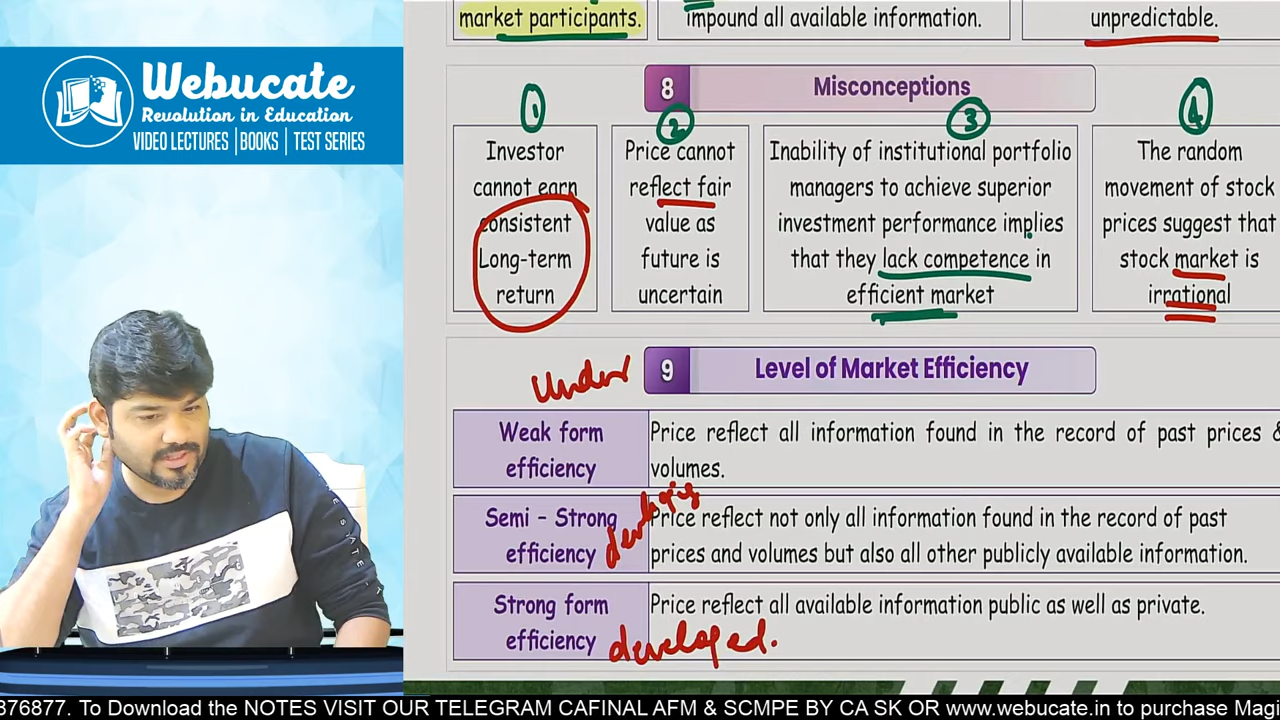 market participants.
impound all available information.
unpredictable.
Webucate
Revolution in Education
VIDEO LECTURES | BOOKS | TEST SERIES
8 Misconceptions
1
2
3
4
Investor
cannot earn
consistent
Long-term
return
Price cannot
reflect fair
value as
future is
uncertain
Inability of institutional portfolio
managers to achieve superior
investment performance implies
that they lack competence in
efficient market
The random
movement of stock
prices suggest that
stock market is
irrational
9 Level of Market Efficiency
Under
Weak form
efficiency
Price reflect all information found in the record of past prices &
volumes.
developing
Semi – Strong
efficiency
Price reflect not only all information found in the record of past
prices and volumes but also all other publicly available information.
Strong form
efficiency
Price reflect all available information public as well as private.
developed.
876877. To Download the NOTES VISIT OUR TELEGRAM CAFINAL AFM & SCMPE BY CA SK OR www.webucate.in to purchase Magi